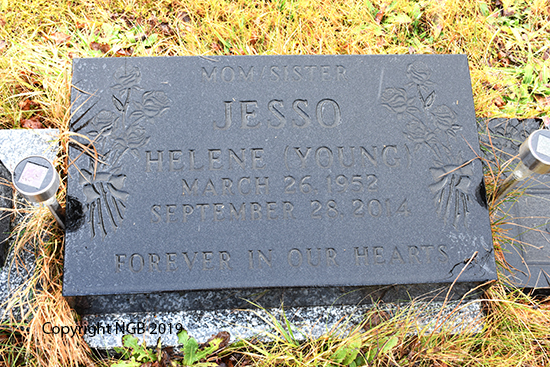 MOM/SISTER
JESSO
HELENE (YOUNG)
MARCH 26, 1952
SEPTEMBER 28, 2014
FOREVER IN OUR HEARTS
Copyright NGB 2019